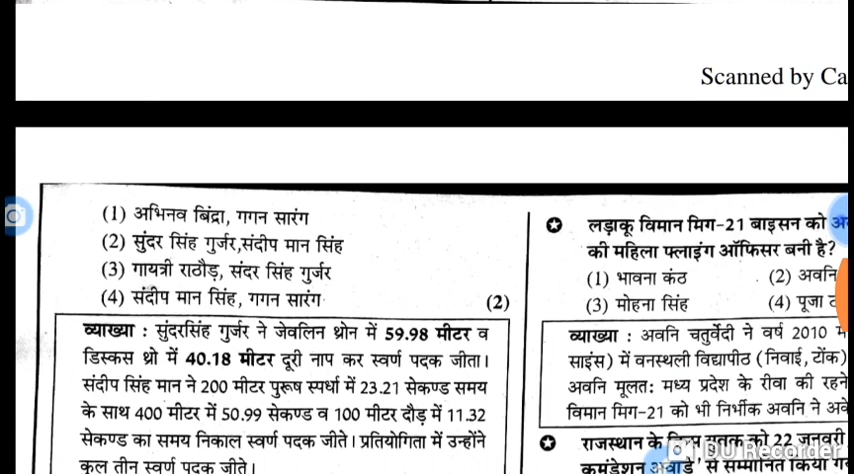 Scanned by Ca
(1) अभिनव बिंद्रा, गगन सारंग
(2) सुंदर सिंह गुर्जर,संदीप मान सिंह
(3) गायत्री राठौड़, संदर सिंह गुर्जर
(4) संदीप मान सिंह, गगन सारंग (2)
व्याख्या : सुंदरसिंह गुर्जर ने जेवलिन थ्रोन में 59.98 मीटर व
डिस्कस थ्रो में 40.18 मीटर दूरी नाप कर स्वर्ण पदक जीता।
संदीप सिंह मान ने 200 मीटर पुरूष स्पर्धा में 23.21 सेकण्ड समय
के साथ 400 मीटर में 50.99 सेकण्ड व 100 मीटर दौड़ में 11.32
सेकण्ड का समय निकाल स्वर्ण पदक जीते। प्रतियोगिता में उन्होंने
कुल तीन स्वर्ण पदक जीते।
लड़ाकू विमान मिग-21 बाइसन को
की महिला फ्लाइंग ऑफिसर बनी है?
(1) भावना कंठ (2) अवनि
(3) मोहना सिंह (4) पूजा
व्याख्या : अवनि चतुर्वेदी ने वर्ष 2010
साइंस) में वनस्थली विद्यापीठ (निवाई, टोंक)
अवनि मूलत: मध्य प्रदेश के रीवा की रहने
विमान मिग-21 को भी निर्भीक अवनि ने
राजस्थान के को 22 जनवरी
कमंडेशन अवार्ड' से सम्मानित किया
DU Recorder